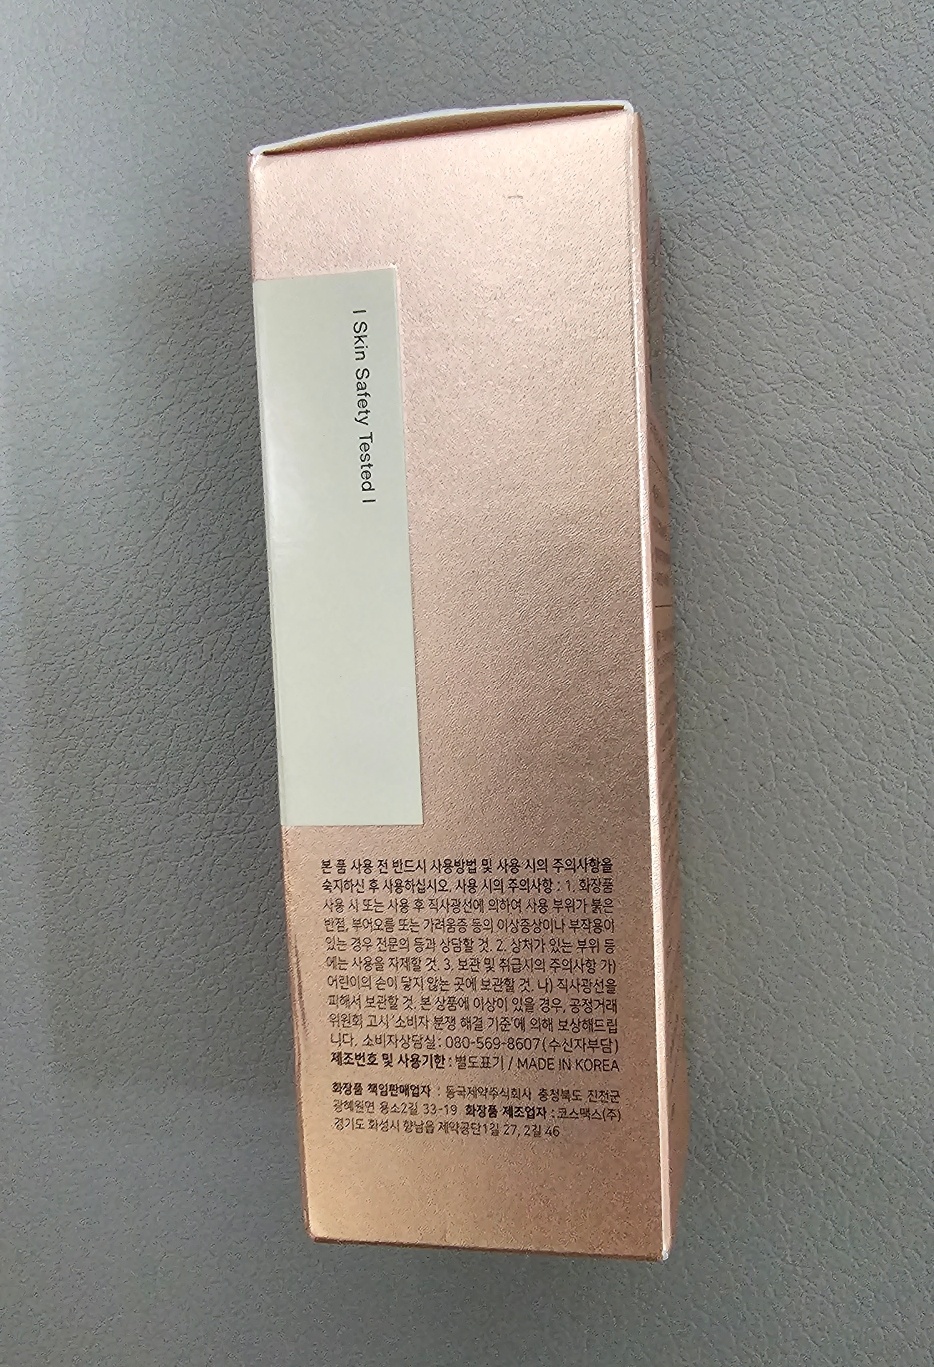 | Skin Safety Tested |
본 품 사용 전 반드시 사용방법 및 사용 시의 주의사항을
숙지하신 후 사용하십시오. 사용 시의 주의사항 : 1. 화장품
사용 시 또는 사용 후 직사광선에 의하여 사용 부위가 붉은
반점, 부어오름 또는 가려움증 등의 이상증상이나 부작용이
있는 경우 전문의 등과 상담할 것. 2. 상처가 있는 부위 등
에는 사용을 자제할 것. 3. 보관 및 취급시의 주의사항 가)
어린이의 손이 닿지 않는 곳에 보관할 것. 나) 직사광선을
피해서 보관할 것. 본 상품에 이상이 있을 경우, 공정거래
위원회 고시 '소비자 분쟁 해결 기준'에 의해 보상해드립
니다. 소비자상담실 : 080-569-8607(수신자부담)
제조번호 및 사용기한 : 별도표기 / MADE IN KOREA
화장품 책임판매업자 : 동국제약주식회사 충청북도 진천군
광혜원면 용소2길 33-19 화장품 제조업자 : 코스맥스(주)
경기도 화성시 향남읍 제약공단1길 27, 2길 46